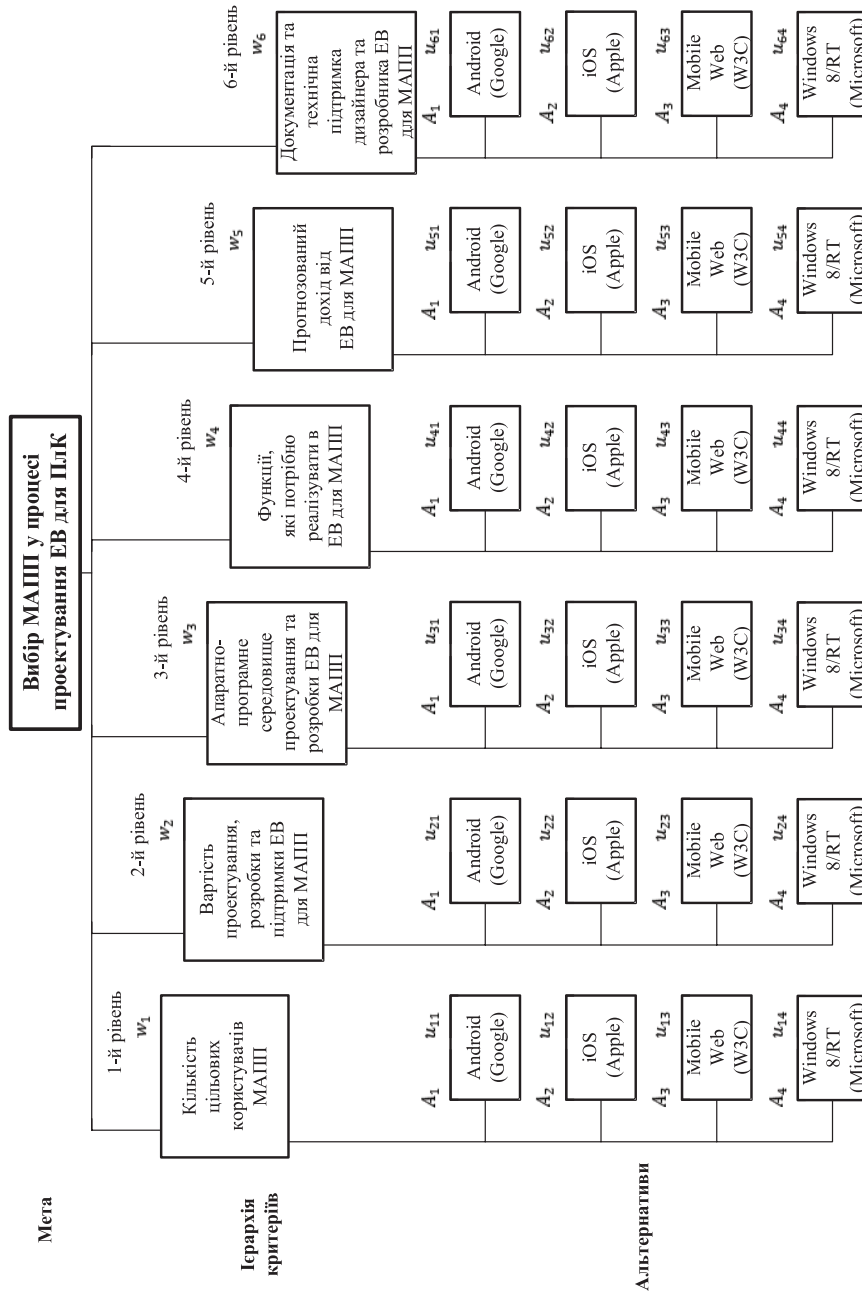 Мета
Вибір МАПП у процесі
проектування ЕВ для ПлК
Ієрархія
критеріїв
1-й рівень
w₁
Кількість
цільових
користувачів
МАПП
2-й рівень
w₂
Вартість
проектування,
розробки та
підтримки ЕВ
для МАПП
3-й рівень
w₃
Апаратно-
програмне
середовище
проектування та
розробки ЕВ для
МАПП
4-й рівень
w₄
Функції,
які потрібно
реалізувати в
ЕВ для МАПП
5-й рівень
w₅
Прогнозований
дохід від
ЕВ для МАПП
6-й рівень
w₆
Документація та
технічна
підтримка
дизайнера та
розробника ЕВ
для МАПП
Альтернативи
A₁ u₁₁
Android
(Google)
A₂ u₁₂
iOS
(Apple)
A₃ u₁₃
Mobile
Web
(W3C)
A₄ u₁₄
Windows
8/RT
(Microsoft)
A₁ u₂₁
Android
(Google)
A₂ u₂₂
iOS
(Apple)
A₃ u₂₃
Mobile
Web
(W3C)
A₄ u₂₄
Windows
8/RT
(Microsoft)
A₁ u₃₁
Android
(Google)
A₂ u₃₂
iOS
(Apple)
A₃ u₃₃
Mobile
Web
(W3C)
A₄ u₃₄
Windows
8/RT
(Microsoft)
A₁ u₄₁
Android
(Google)
A₂ u₄₂
iOS
(Apple)
A₃ u₄₃
Mobile
Web
(W3C)
A₄ u₄₄
Windows
8/RT
(Microsoft)
A₁ u₅₁
Android
(Google)
A₂ u₅₂
iOS
(Apple)
A₃ u₅₃
Mobile
Web
(W3C)
A₄ u₅₄
Windows
8/RT
(Microsoft)
A₁ u₆₁
Android
(Google)
A₂ u₆₂
iOS
(Apple)
A₃ u₆₃
Mobile
Web
(W3C)
A₄ u₆₄
Windows
8/RT
(Microsoft)